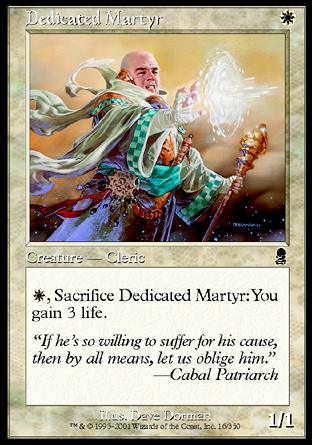 Dedicated Martyr
Creature — Cleric
, Sacrifice Dedicated Martyr: You
gain 3 life.
“If he’s so willing to suffer for his cause,
then by all means, let us oblige him.”
—Cabal Patriarch
1/1
Illus. Dave Dorman
™ & © 1993-2001 Wizards of the Coast, Inc. 16/350